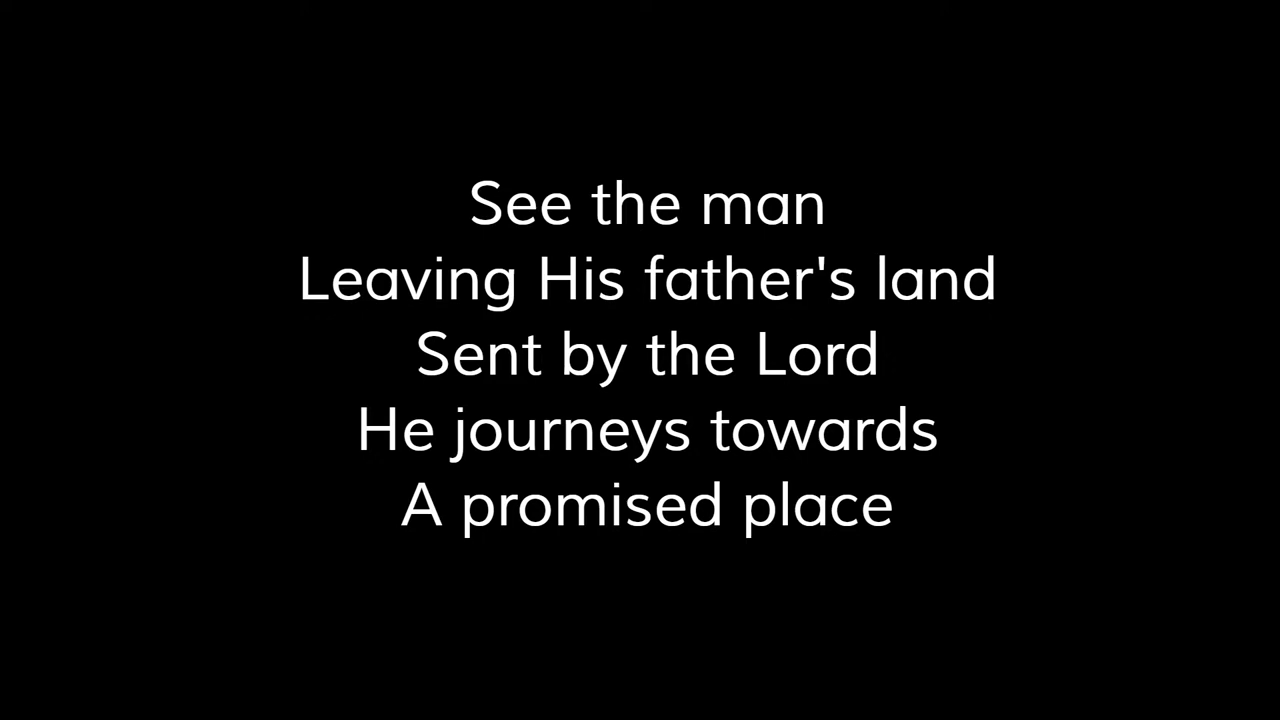 See the man
Leaving His father's land
Sent by the Lord
He journeys towards
A promised place